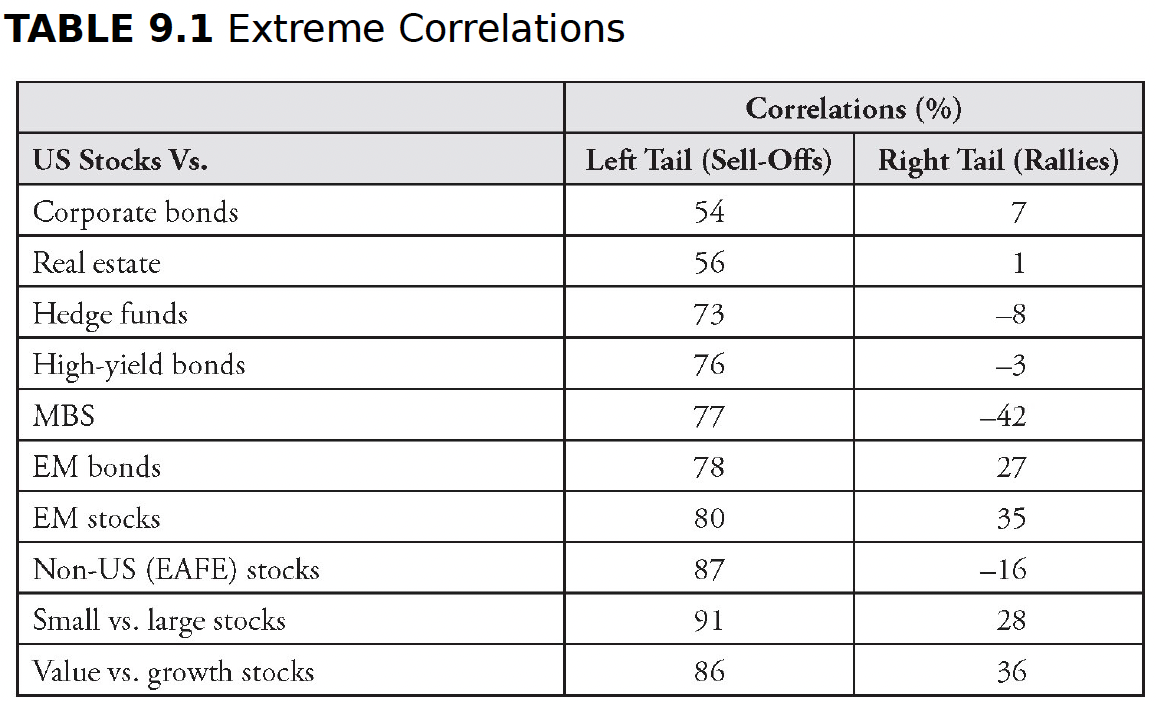 TABLE 9.1 Extreme Correlations
Correlations (%)
US Stocks Vs. Left Tail (Sell-Offs) Right Tail (Rallies)
Corporate bonds 54 7
Real estate 56 1
Hedge funds 73 –8
High-yield bonds 76 –3
MBS 77 –42
EM bonds 78 27
EM stocks 80 35
Non-US (EAFE) stocks 87 –16
Small vs. large stocks 91 28
Value vs. growth stocks 86 36